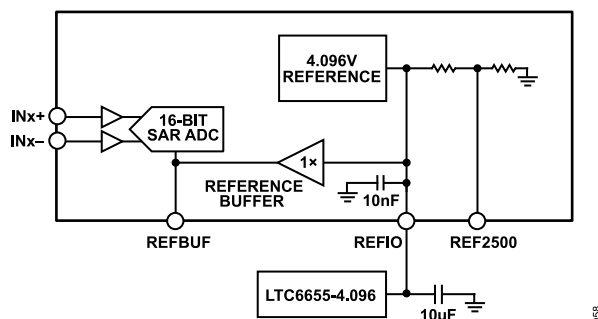 4.096V
REFERENCE
INx+
INx–
16-BIT
SAR ADC
1×
REFERENCE
BUFFER
10nF
REFBUF
REFIO
REF2500
LTC6655-4.096
10µF
058